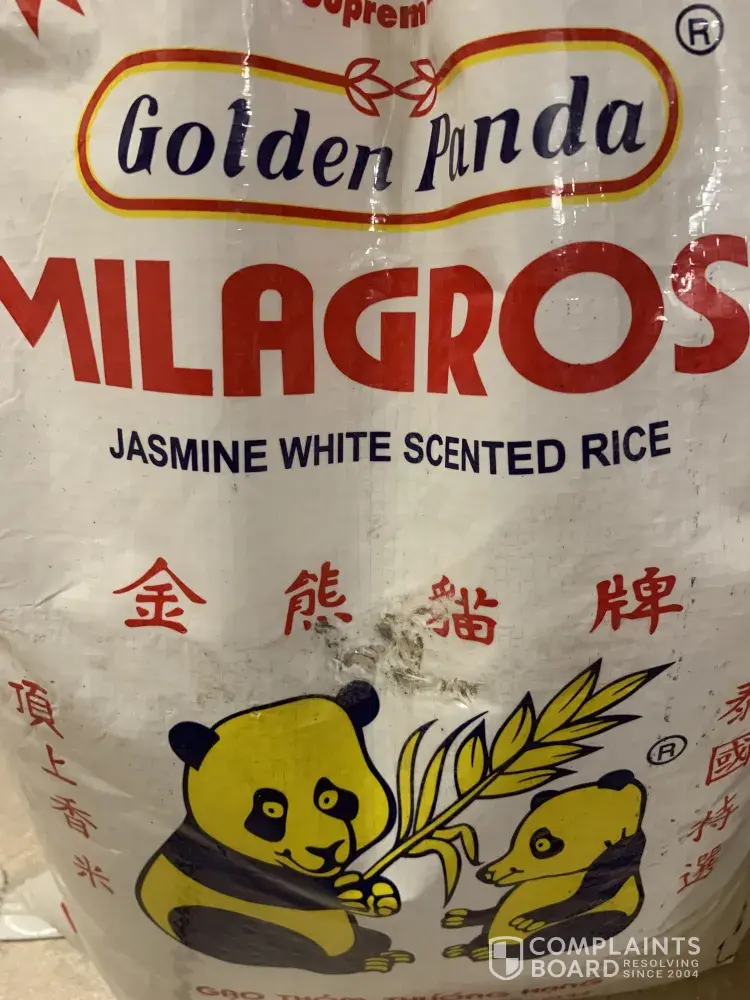 Golden Panda
®
MILAGROS
JASMINE WHITE SCENTED RICE
金熊貓牌
頂上香米
泰國特選
®
GAO
COMPLAINTS
BOARD RESOLVING
SINCE 2004